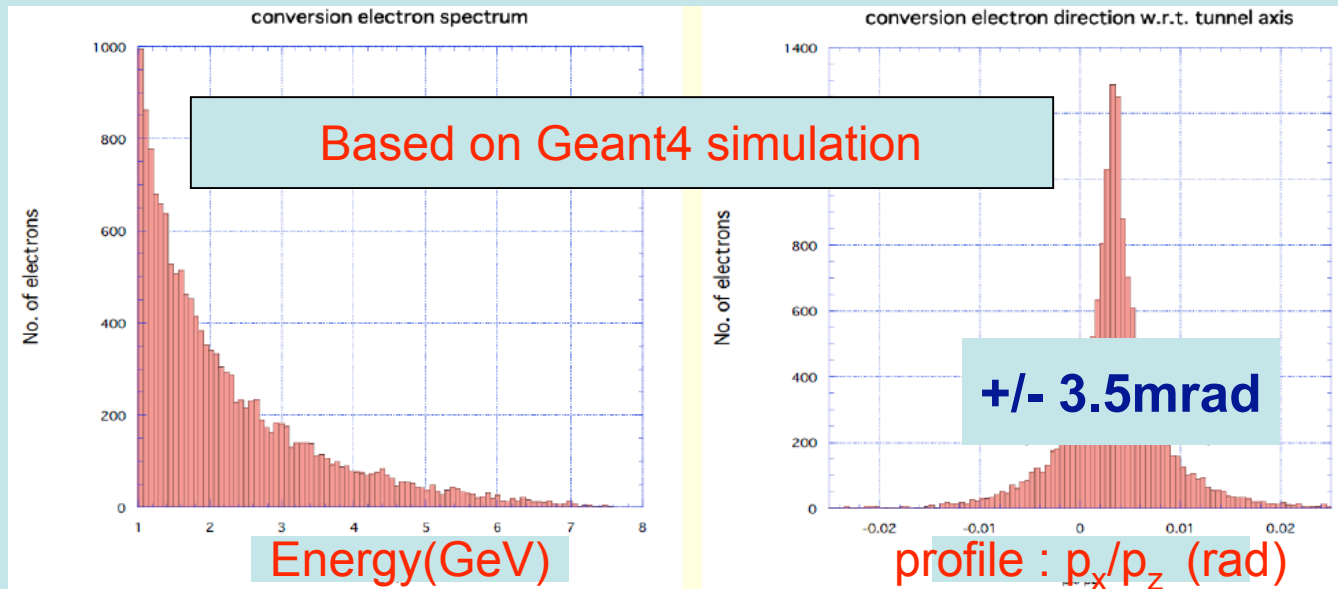 conversion electron spectrum
1000
800
600
400
200
0
No. of electrons
1 2 3 4 5 6 7 8
Energy(GeV)
Based on Geant4 simulation
conversion electron direction w.r.t. tunnel axis
1400
800
600
400
200
0
No. of electrons
+/- 3.5mrad
-0.02 -0.01 0 0.01 0.02
profile : pₓ/p_z (rad)